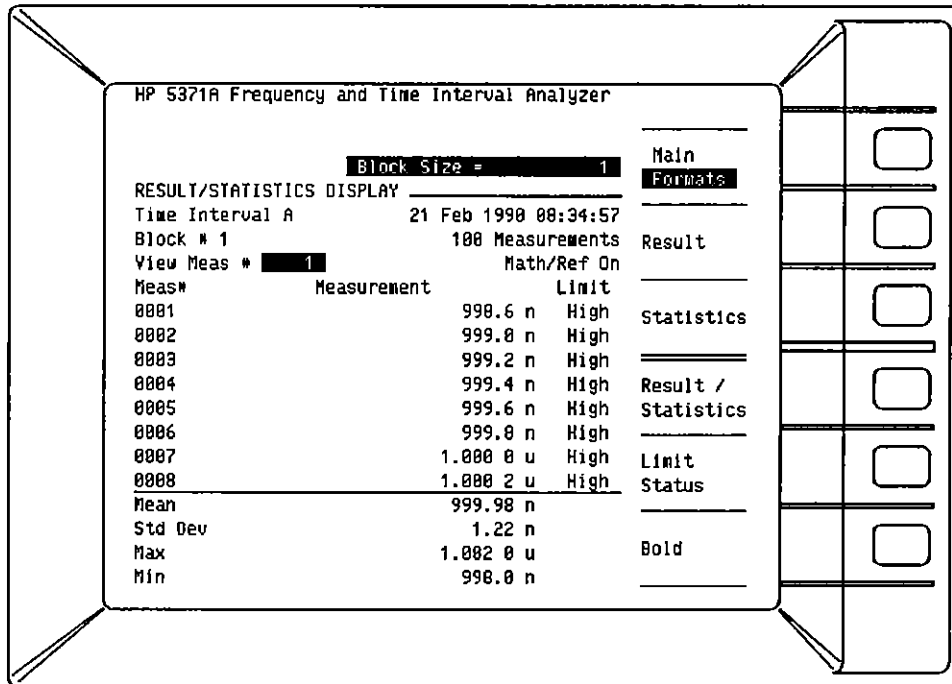 HP 5371A Frequency and Time Interval Analyzer
Block Size = 1
Main
Formats
RESULT/STATISTICS DISPLAY
Time Interval A 21 Feb 1990 08:34:57
Block # 1 100 Measurements
Result
View Meas # 1 Math/Ref On
Meas# Measurement Limit
0001 998.6 n High
Statistics
0002 999.0 n High
0003 999.2 n High
0004 999.4 n High
Result /
0005 999.6 n High
Statistics
0006 999.8 n High
0007 1.000 0 u High
Limit
0008 1.000 2 u High
Status
Mean 999.98 n
Std Dev 1.22 n
Max 1.002 0 u
Bold
Min 998.0 n